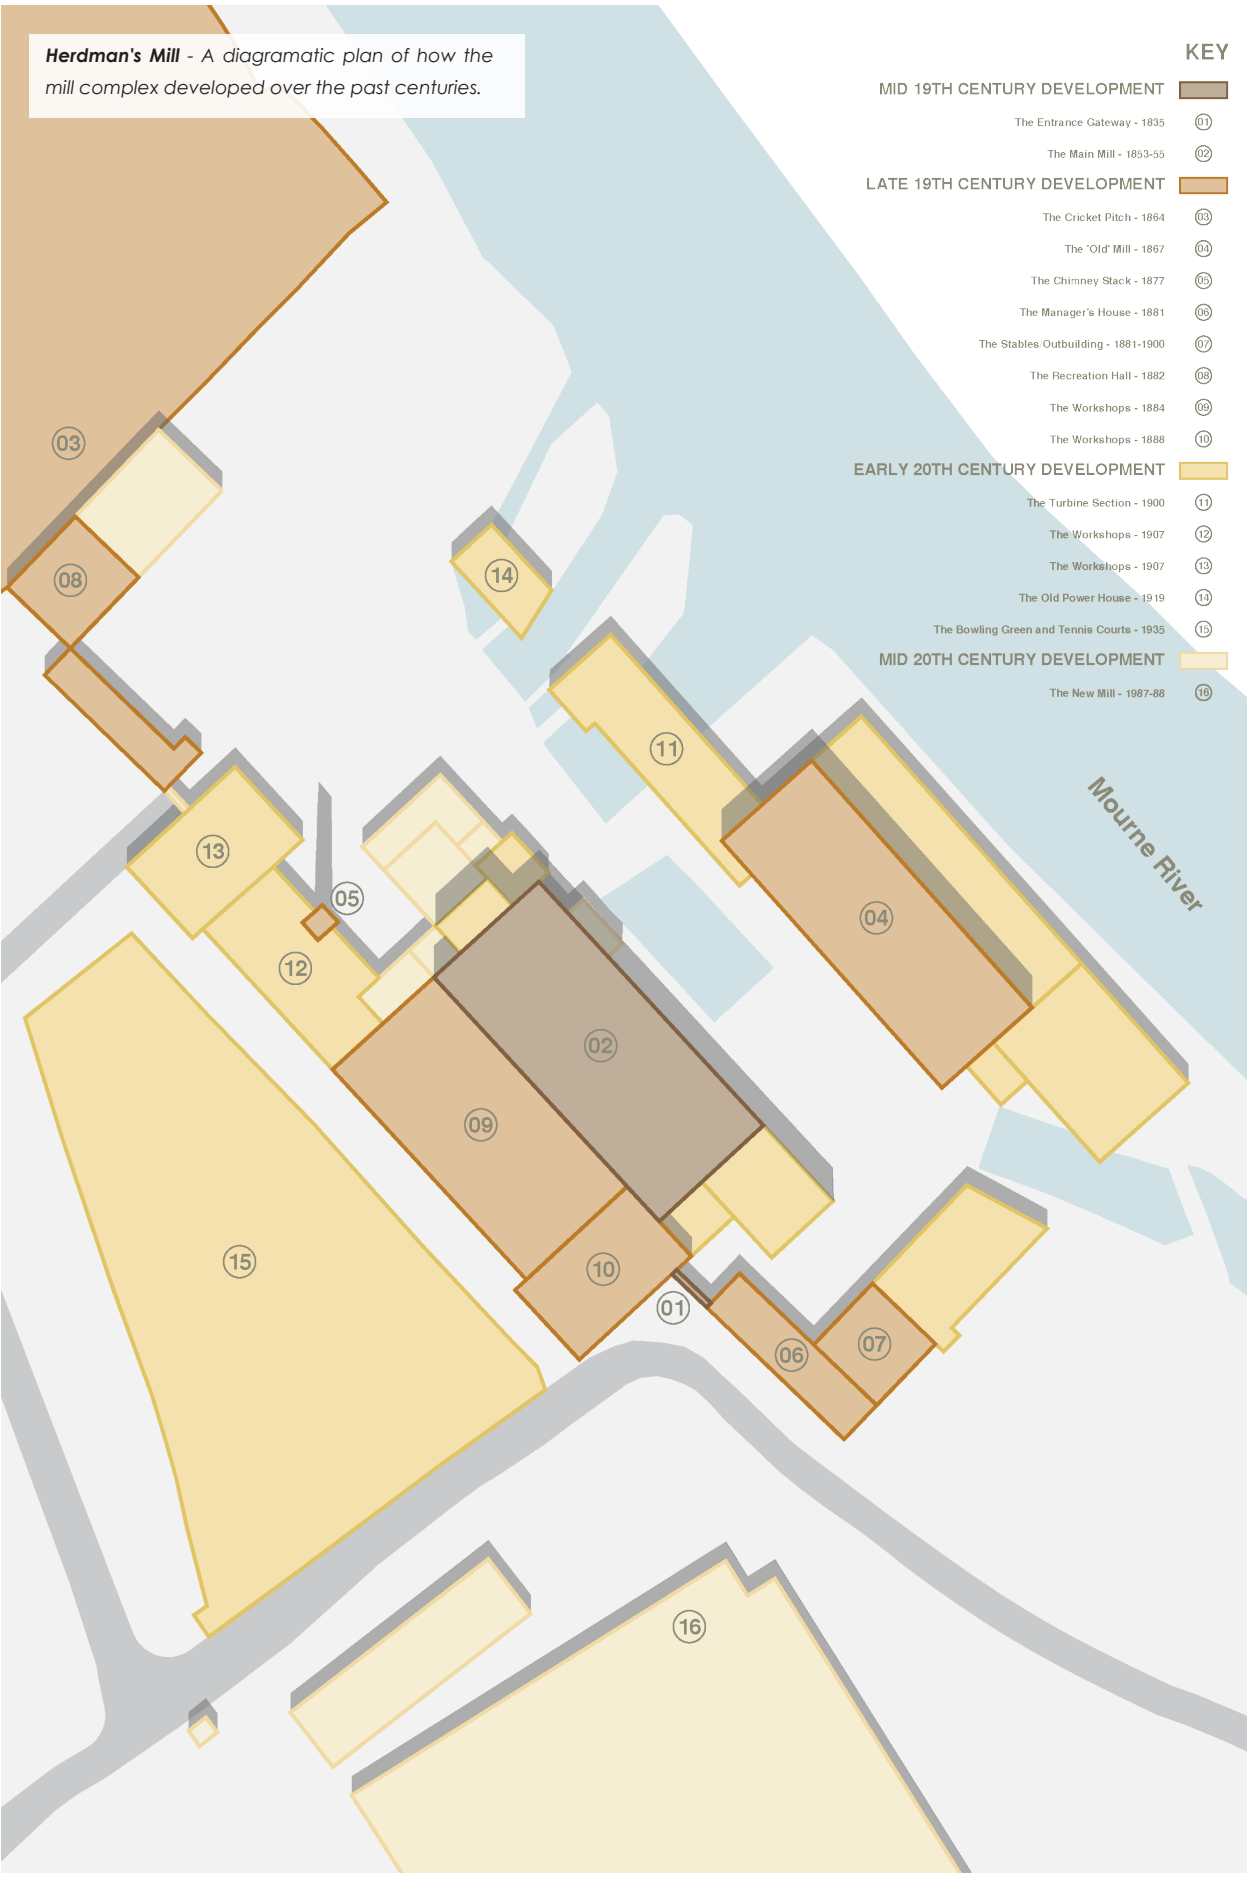 Herdman's Mill - A diagramatic plan of how the
mill complex developed over the past centuries.
KEY
MID 19TH CENTURY DEVELOPMENT
The Entrance Gateway - 1835 01
The Main Mill - 1853-55 02
LATE 19TH CENTURY DEVELOPMENT
The Cricket Pitch - 1864 03
The 'Old' Mill - 1867 04
The Chimney Stack - 1877 05
The Manager's House - 1881 06
The Stables/Outbuilding - 1881-1900 07
The Recreation Hall - 1882 08
The Workshops - 1884 09
The Workshops - 1888 10
EARLY 20TH CENTURY DEVELOPMENT
The Turbine Section - 1900 11
The Workshops - 1907 12
The Workshops - 1907 13
The Old Power House - 1919 14
The Bowling Green and Tennis Courts - 1935 15
MID 20TH CENTURY DEVELOPMENT
The New Mill - 1987-88 16
03
08
14
11
13
05
04
12
02
09
15
10
01
06
07
16
Mourne River